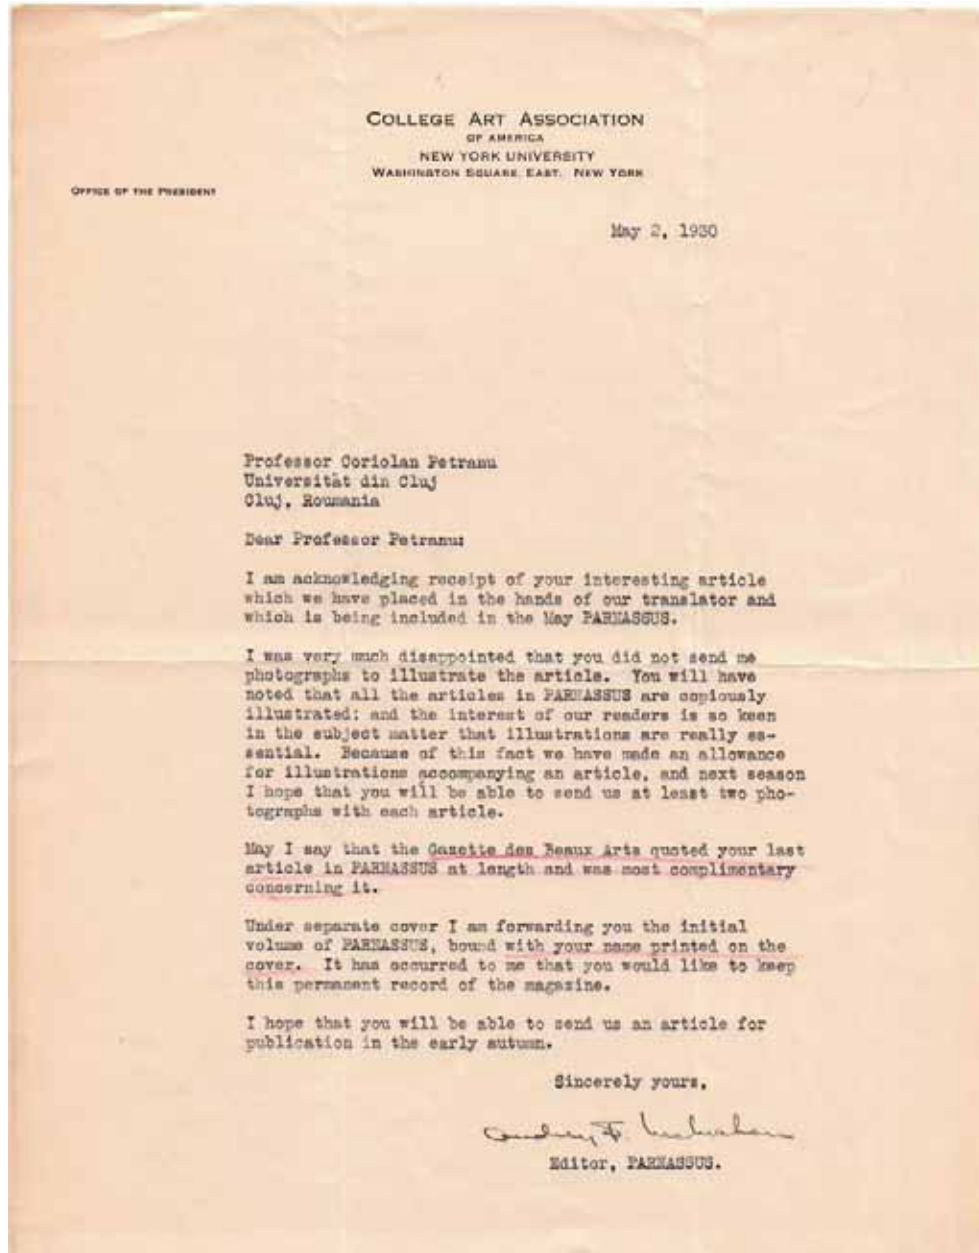 COLLEGE ART ASSOCIATION
OF AMERICA
NEW YORK UNIVERSITY
WASHINGTON SQUARE EAST, NEW YORK
OFFICE OF THE PRESIDENT
May 2, 1930
Professor Coriolan Petranu
Universität din Cluj
Cluj, Roumania
Dear Professor Petranu:
I am acknowledging receipt of your interesting article
which we have placed in the hands of our translator and
which is being included in the May PARNASSUS.
I was very much disappointed that you did not send me
photographs to illustrate the article. You will have
noted that all the articles in PARNASSUS are copiously
illustrated; and the interest of our readers is so keen
in the subject matter that illustrations are really es-
sential. Because of this fact we have made an allowance
for illustrations accompanying an article, and next season
I hope that you will be able to send us at least two pho-
tographs with each article.
May I say that the Gazette des Beaux Arts quoted your last
article in PARNASSUS at length and was most complimentary
concerning it.
Under separate cover I am forwarding you the initial
volume of PARNASSUS, bound with your name printed on the
cover. It has occurred to me that you would like to keep
this permanent record of the magazine.
I hope that you will be able to send us an article for
publication in the early autumn.
Sincerely yours,
Audrey F. McMahon
Editor, PARNASSUS.